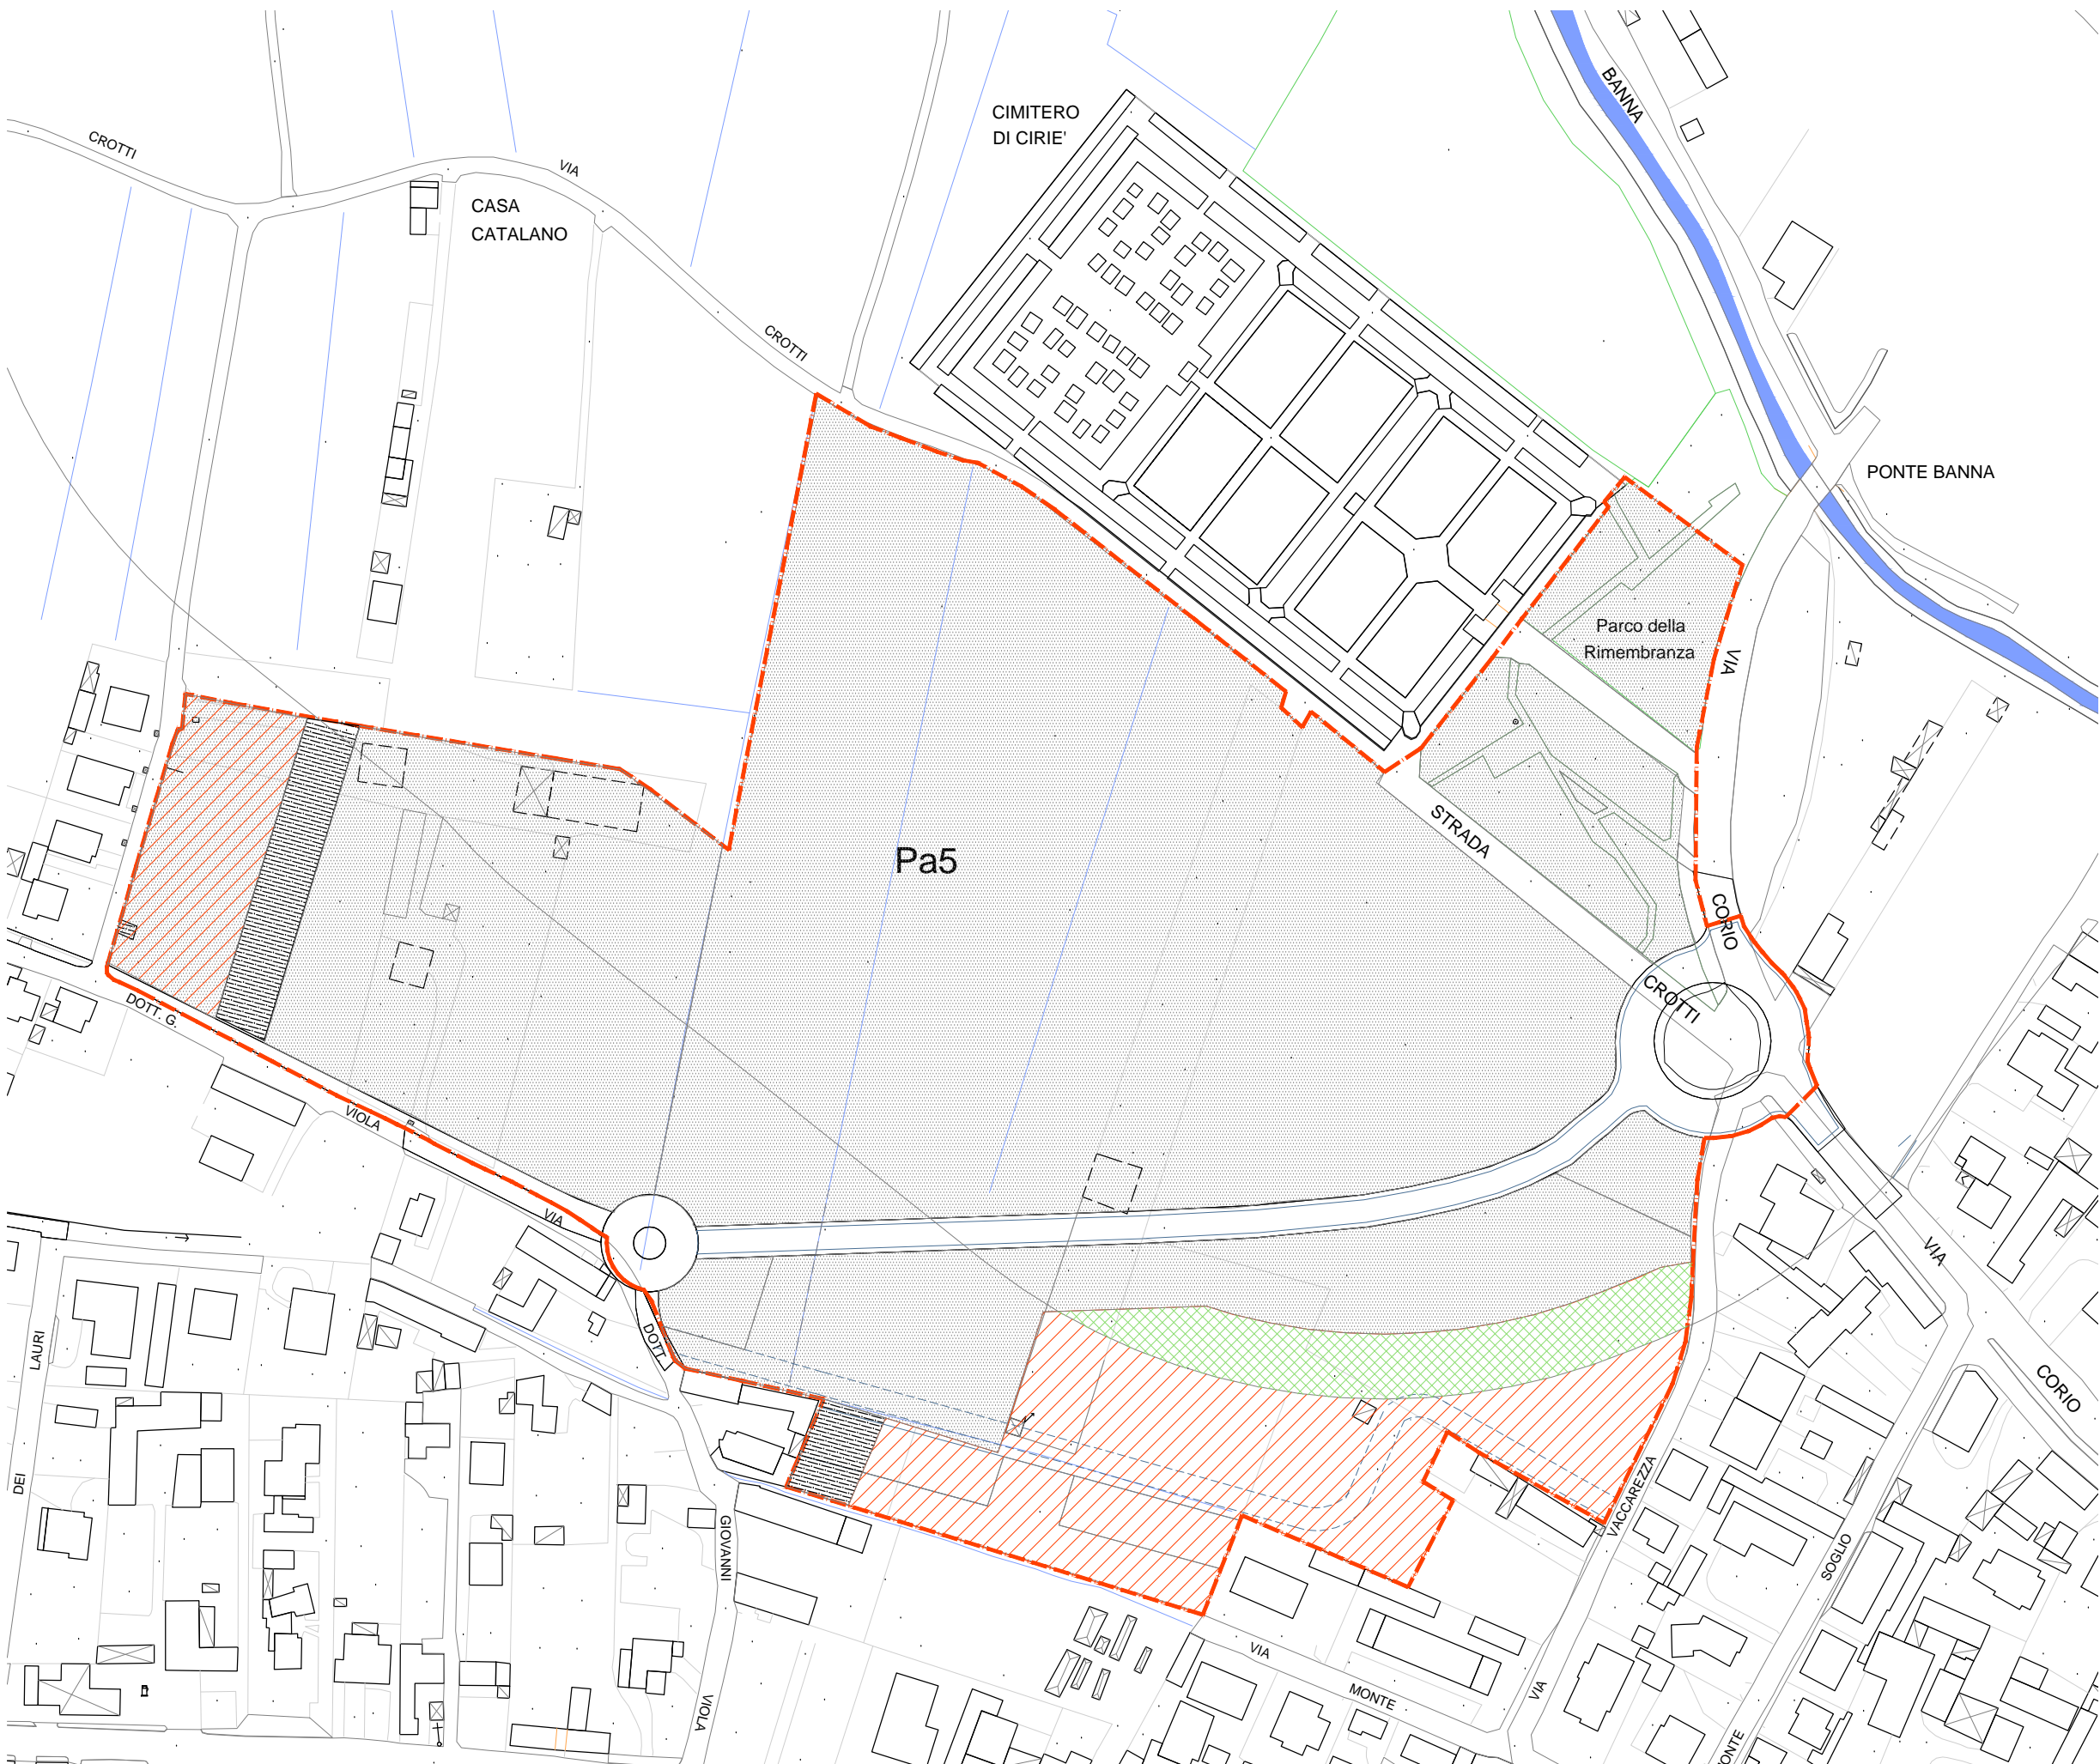 BANNA
CIMITERO
DI CIRIE'
CROTTI
VIA
CASA
CATALANO
CROTTI
PONTE BANNA
Parco della
Rimembranza
VIA
STRADA
Pa5
CORIO
CROTTI
DOTT. G.
VIOLA
VIA
VIA
DOTT.
LAURI
CORIO
DEI
VACCAREZZA
GIOVANNI
SOGLIO
VIA
MONTE
VIA
VIOLA
ONTE